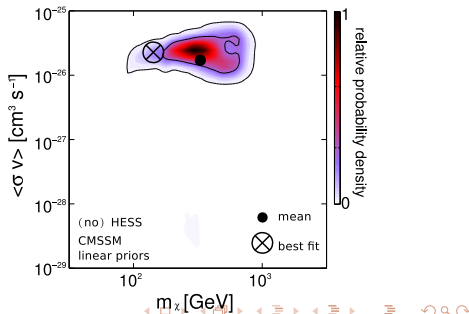 10⁻²⁵
10⁻²⁶
10⁻²⁷
10⁻²⁸
10⁻²⁹
<σ v> [cm³ s⁻¹]
(no) HESS
CMSSM
linear priors
mean
best fit
10²
10³
mχ [GeV]
1
0
relative probability density